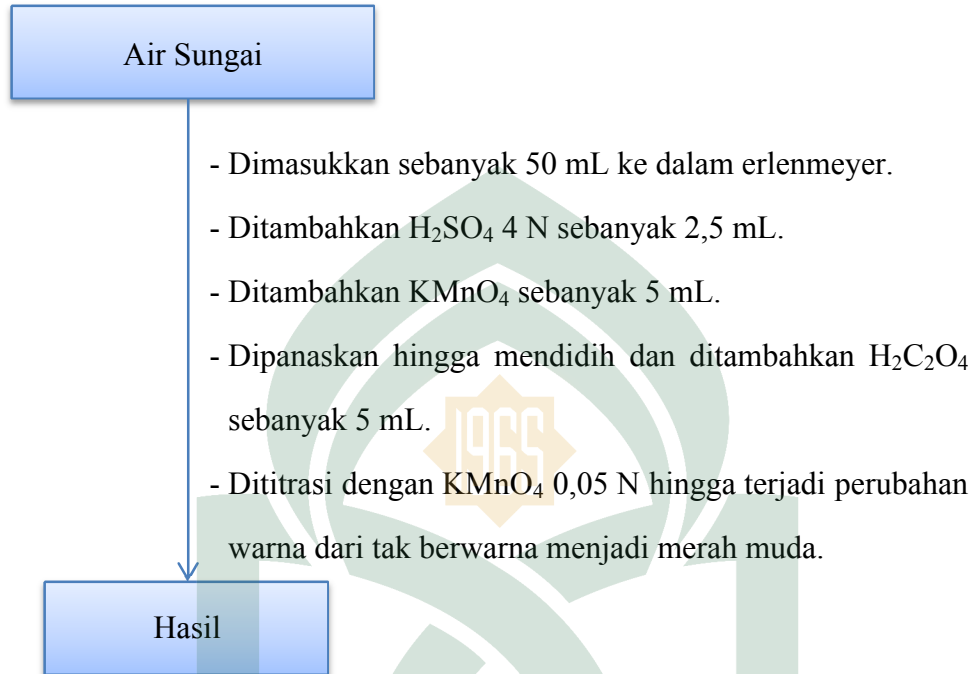 Air Sungai
- Dimasukkan sebanyak 50 mL ke dalam erlenmeyer.
- Ditambahkan H₂SO₄ 4 N sebanyak 2,5 mL.
- Ditambahkan KMnO₄ sebanyak 5 mL.
- Dipanaskan hingga mendidih dan ditambahkan H₂C₂O₄
sebanyak 5 mL.
1965
- Dititrasi dengan KMnO₄ 0,05 N hingga terjadi perubahan
warna dari tak berwarna menjadi merah muda.
Hasil